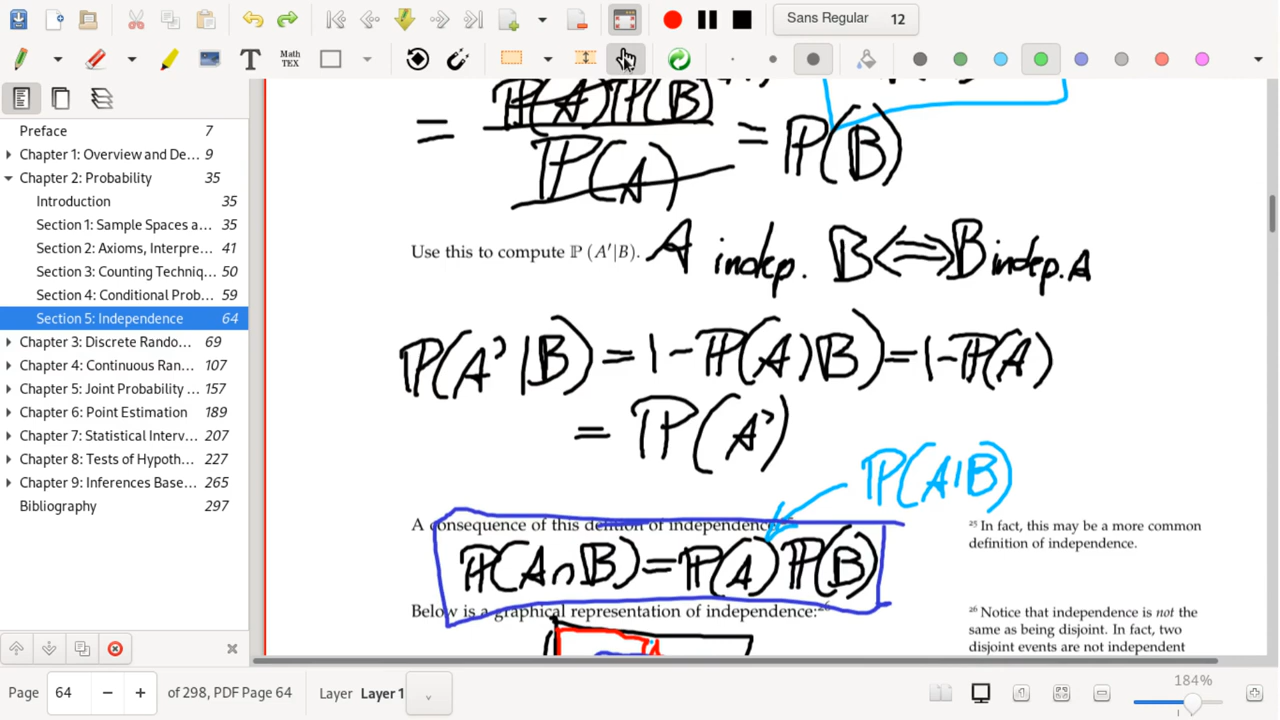 Sans Regular 12
Math
TEX
Preface 7
Chapter 1: Overview and De... 9
Chapter 2: Probability 35
Introduction 35
Section 1: Sample Spaces a... 35
Section 2: Axioms, Interpre... 41
Section 3: Counting Techniq... 50
Section 4: Conditional Prob... 59
Section 5: Independence 64
Chapter 3: Discrete Rando... 69
Chapter 4: Continuous Ran... 107
Chapter 5: Joint Probability ... 157
Chapter 6: Point Estimation 189
Chapter 7: Statistical Interv... 207
Chapter 8: Tests of Hypoth... 227
Chapter 9: Inferences Base... 265
Bibliography 297
= ℙ(A)ℙ(B) / ℙ(A) = ℙ(B)
Use this to compute ℙ (A′|B). A indep. B ⟺ B indep. A
ℙ(A'|B) = 1-ℙ(A|B) = 1-ℙ(A)
= ℙ(A')
ℙ(A|B)
A consequence of this defition of independence
25 In fact, this may be a more common
definition of independence.
ℙ(A∩B) = ℙ(A) ℙ(B)
Below is a graphical representation of independence:26
26 Notice that independence is not the
same as being disjoint. In fact, two
disjoint events are not independent
Page 64 of 298, PDF Page 64 Layer Layer 1
184%